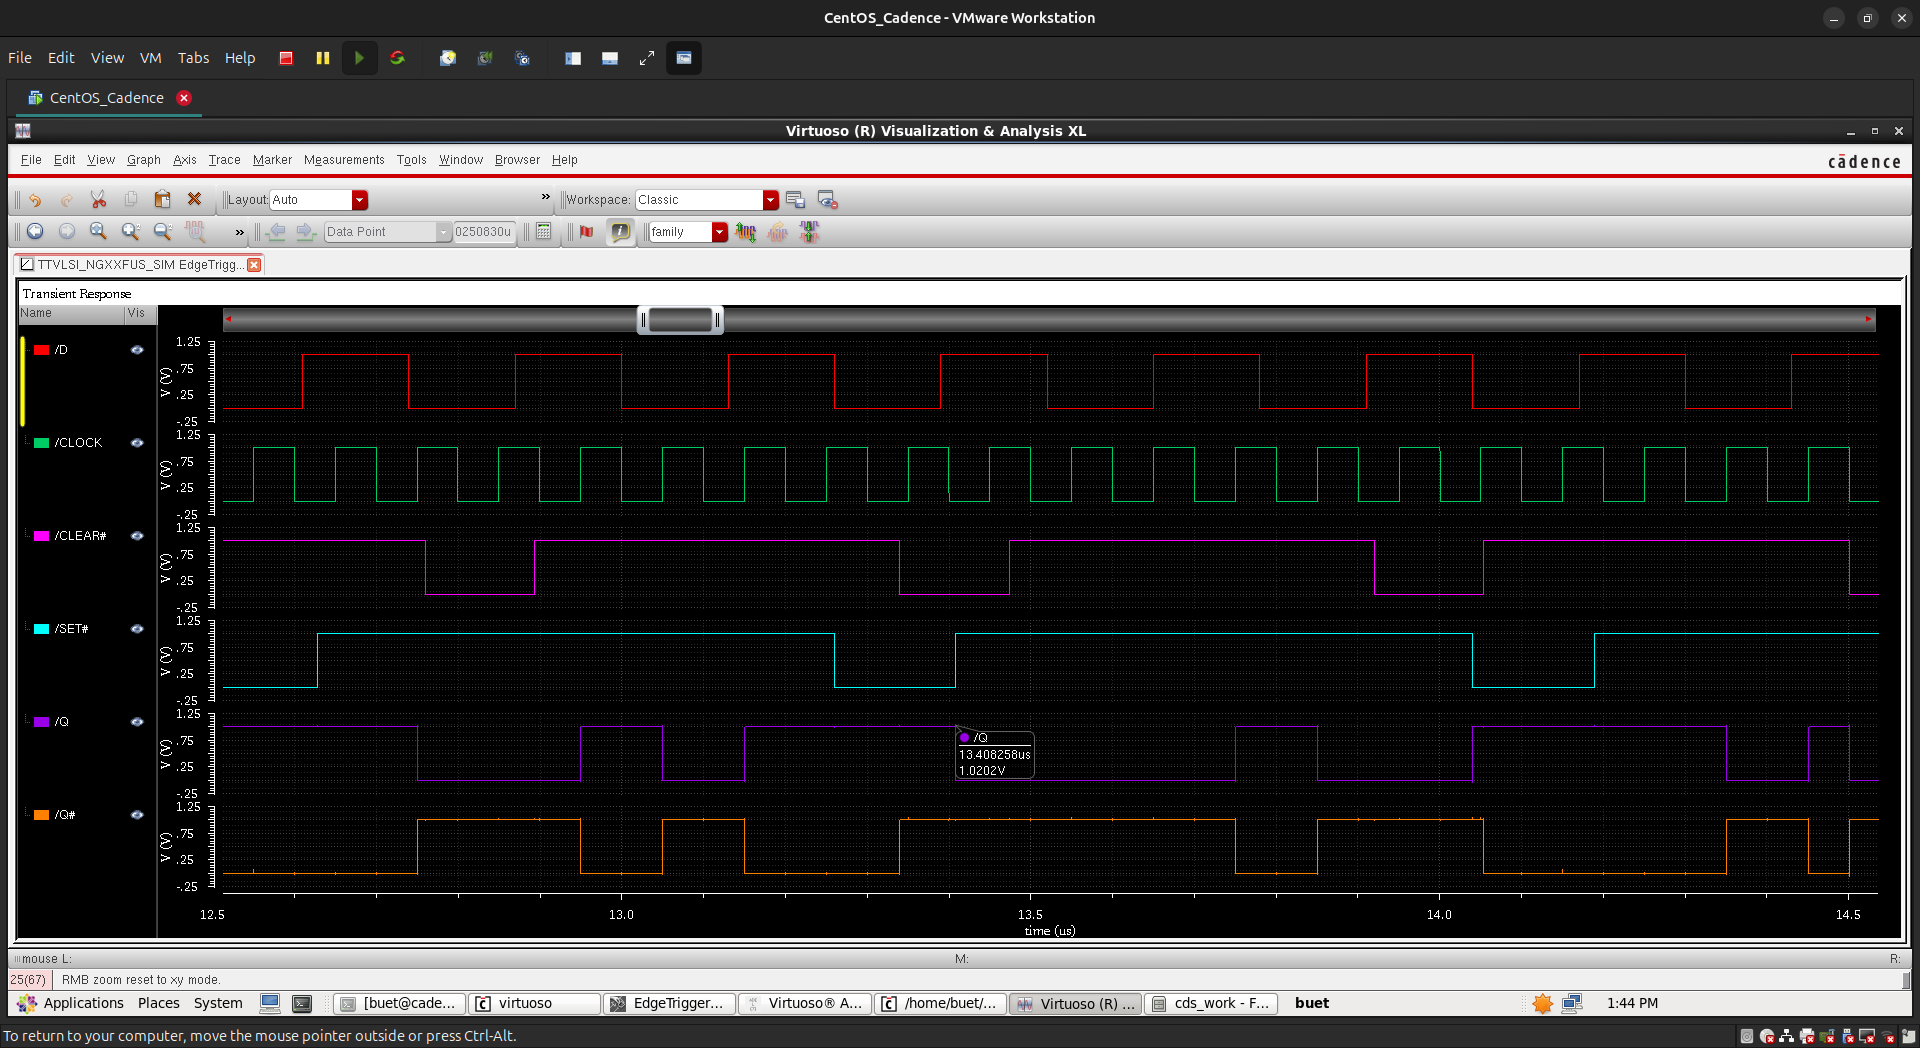 CentOS_Cadence - VMware Workstation
File Edit View VM Tabs Help
CentOS_Cadence
Virtuoso (R) Visualization & Analysis XL
File Edit View Graph Axis Trace Marker Measurements Tools Window Browser Help
cādence
Layout: Auto » Workspace: Classic
» Data Point 0250830u family
TTVLSI_NGXXFUS_SIM EdgeTrigg...
Transient Response
Name Vis
/D
V (V)
1.25
.75
.25
-.25
/CLOCK
V (V)
1.25
.75
.25
-.25
/CLEAR#
V (V)
1.25
.75
.25
-.25
/SET#
V (V)
1.25
.75
.25
-.25
/Q
V (V)
1.25
.75
.25
-.25
/Q
13.408258us
1.0202V
/Q#
V (V)
1.25
.75
.25
-.25
12.5 13.0 13.5 14.0 14.5
time (us)
mouse L: M: R:
25(67) RMB zoom reset to xy mode.
Applications Places System [buet@cade... virtuoso EdgeTrigger... Virtuoso® A... /home/buet/... Virtuoso (R) ... cds_work - F... buet 1:44 PM
To return to your computer, move the mouse pointer outside or press Ctrl-Alt.